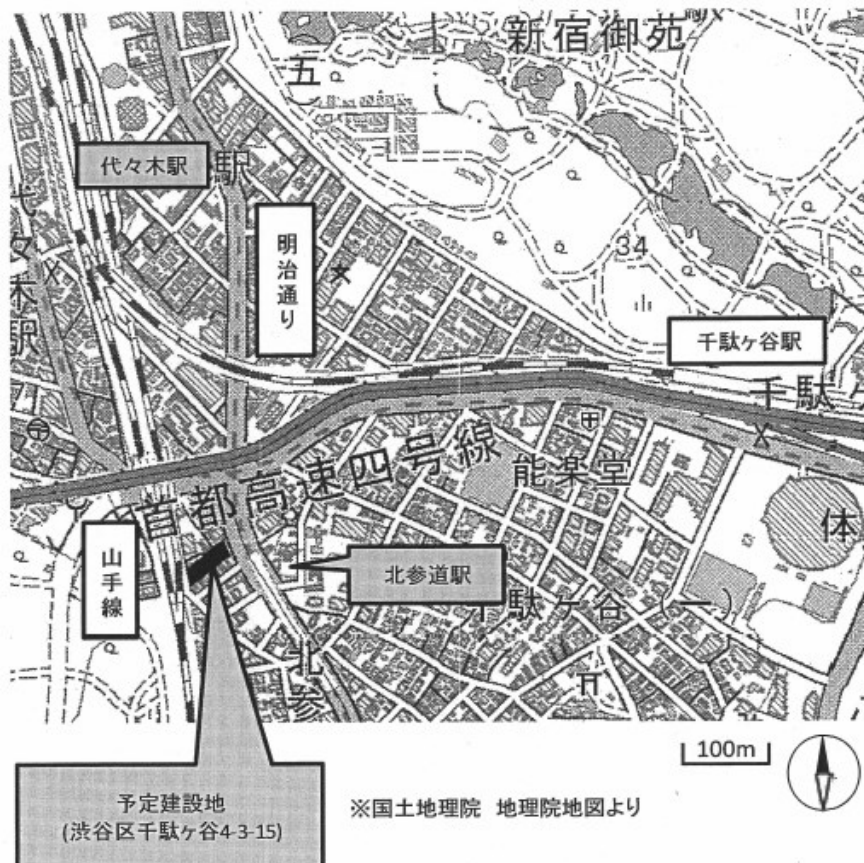 新宿御苑
五
代々木駅
駅
明治通り
代々木駅
34
千駄ヶ谷駅
千駄
首都高速四号線
能楽堂
体
山手線
北参道駅
千駄ヶ谷(一)
北参
100m
予定建設地
(渋谷区千駄ヶ谷4-3-15)
※国土地理院 地理院地図より